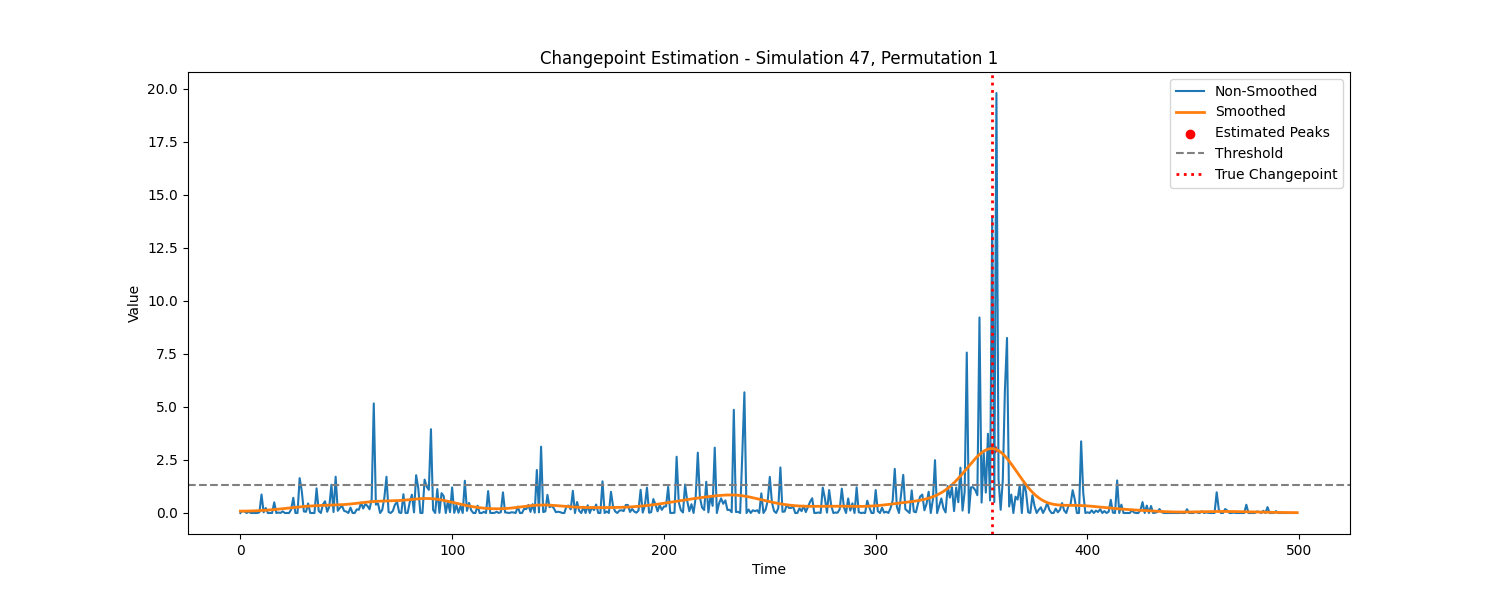 Changepoint Estimation - Simulation 47, Permutation 1
20.0
17.5
15.0
12.5
10.0
7.5
5.0
2.5
0.0
Value
0 100 200 300 400 500
Time
Non-Smoothed
Smoothed
Estimated Peaks
Threshold
True Changepoint